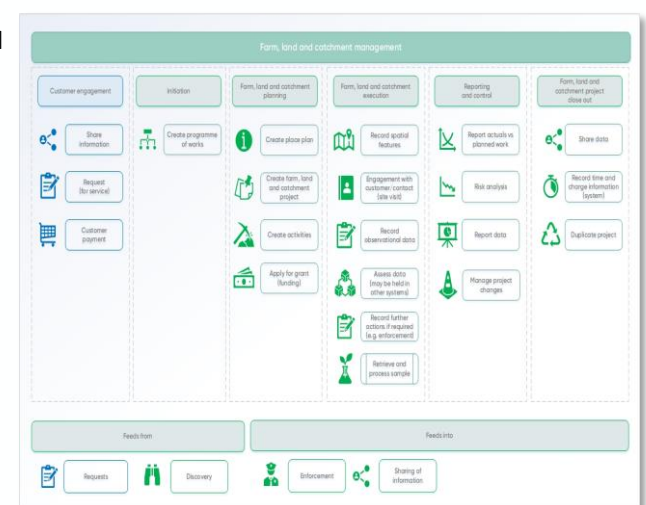 Farm, land and catchment management
Customer engagement
Initiation
Farm, land and catchment
planning
Farm, land and catchment
execution
Reporting
and control
Farm, land and
catchment project
close out
Share
information
Request
(for service)
Customer
payment
Create programme
of works
Create place plan
Create farm, land
and catchment
project
Create activities
Apply for grant
(funding)
Record spatial
features
Engagement with
customer/contact
(site visit)
Record
observational data
Assess data
(may be held in
other systems)
Record further
actions if required
(e.g. enforcement)
Retrieve and
process sample
Report actuals vs
planned work
Risk analysis
Report data
Manage project
changes
Share data
Record time and
charge information
(system)
Duplicate project
Feeds from
Feeds into
Requests
Discovery
Enforcement
Sharing of
information